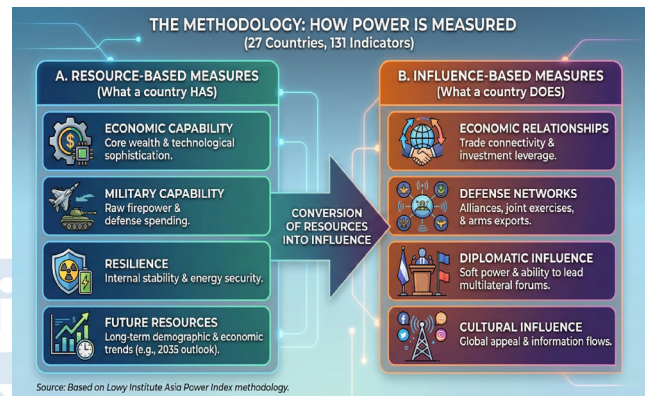 THE METHODOLOGY: HOW POWER IS MEASURED
(27 Countries, 131 Indicators)
A. RESOURCE-BASED MEASURES
(What a country HAS)
ECONOMIC CAPABILITY
Core wealth & technological
sophistication.
MILITARY CAPABILITY
Raw firepower &
defense spending.
RESILIENCE
Internal stability & energy security.
FUTURE RESOURCES
Long-term demographic & economic
trends (e.g., 2035 outlook).
CONVERSION
OF RESOURCES
INTO INFLUENCE
B. INFLUENCE-BASED MEASURES
(What a country DOES)
ECONOMIC RELATIONSHIPS
Trade connectivity &
investment leverage.
DEFENSE NETWORKS
Alliances, joint exercises,
& arms exports.
DIPLOMATIC INFLUENCE
Soft power & ability to lead
multilateral forums.
CULTURAL INFLUENCE
Global appeal & information flows.
Source: Based on Lowy Institute Asia Power Index methodology.